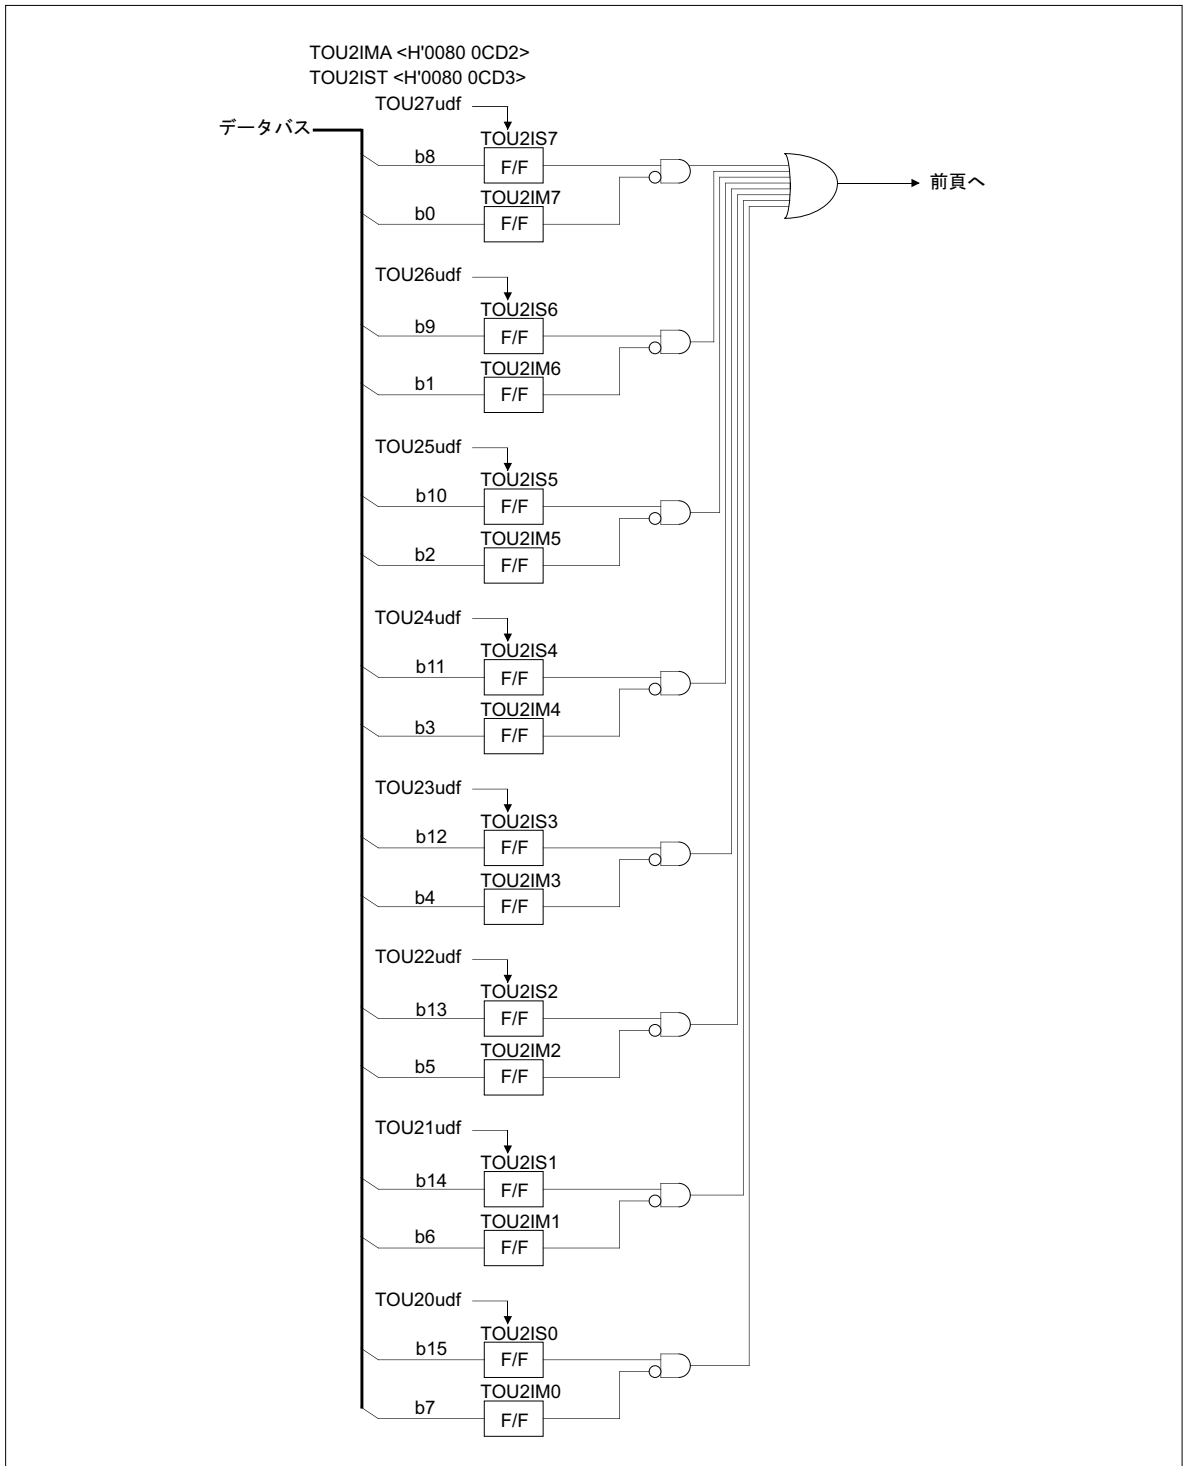 TOU2IMA <H'0080 0CD2>
TOU2IST <H'0080 0CD3>
TOU27udf
データバス
TOU2IS7
b8
F/F
前頁へ
TOU2IM7
b0
F/F
TOU26udf
TOU2IS6
b9
F/F
TOU2IM6
b1
F/F
TOU25udf
TOU2IS5
b10
F/F
TOU2IM5
b2
F/F
TOU24udf
TOU2IS4
b11
F/F
TOU2IM4
b3
F/F
TOU23udf
TOU2IS3
b12
F/F
TOU2IM3
b4
F/F
TOU22udf
TOU2IS2
b13
F/F
TOU2IM2
b5
F/F
TOU21udf
TOU2IS1
b14
F/F
TOU2IM1
b6
F/F
TOU20udf
TOU2IS0
b15
F/F
TOU2IM0
b7
F/F